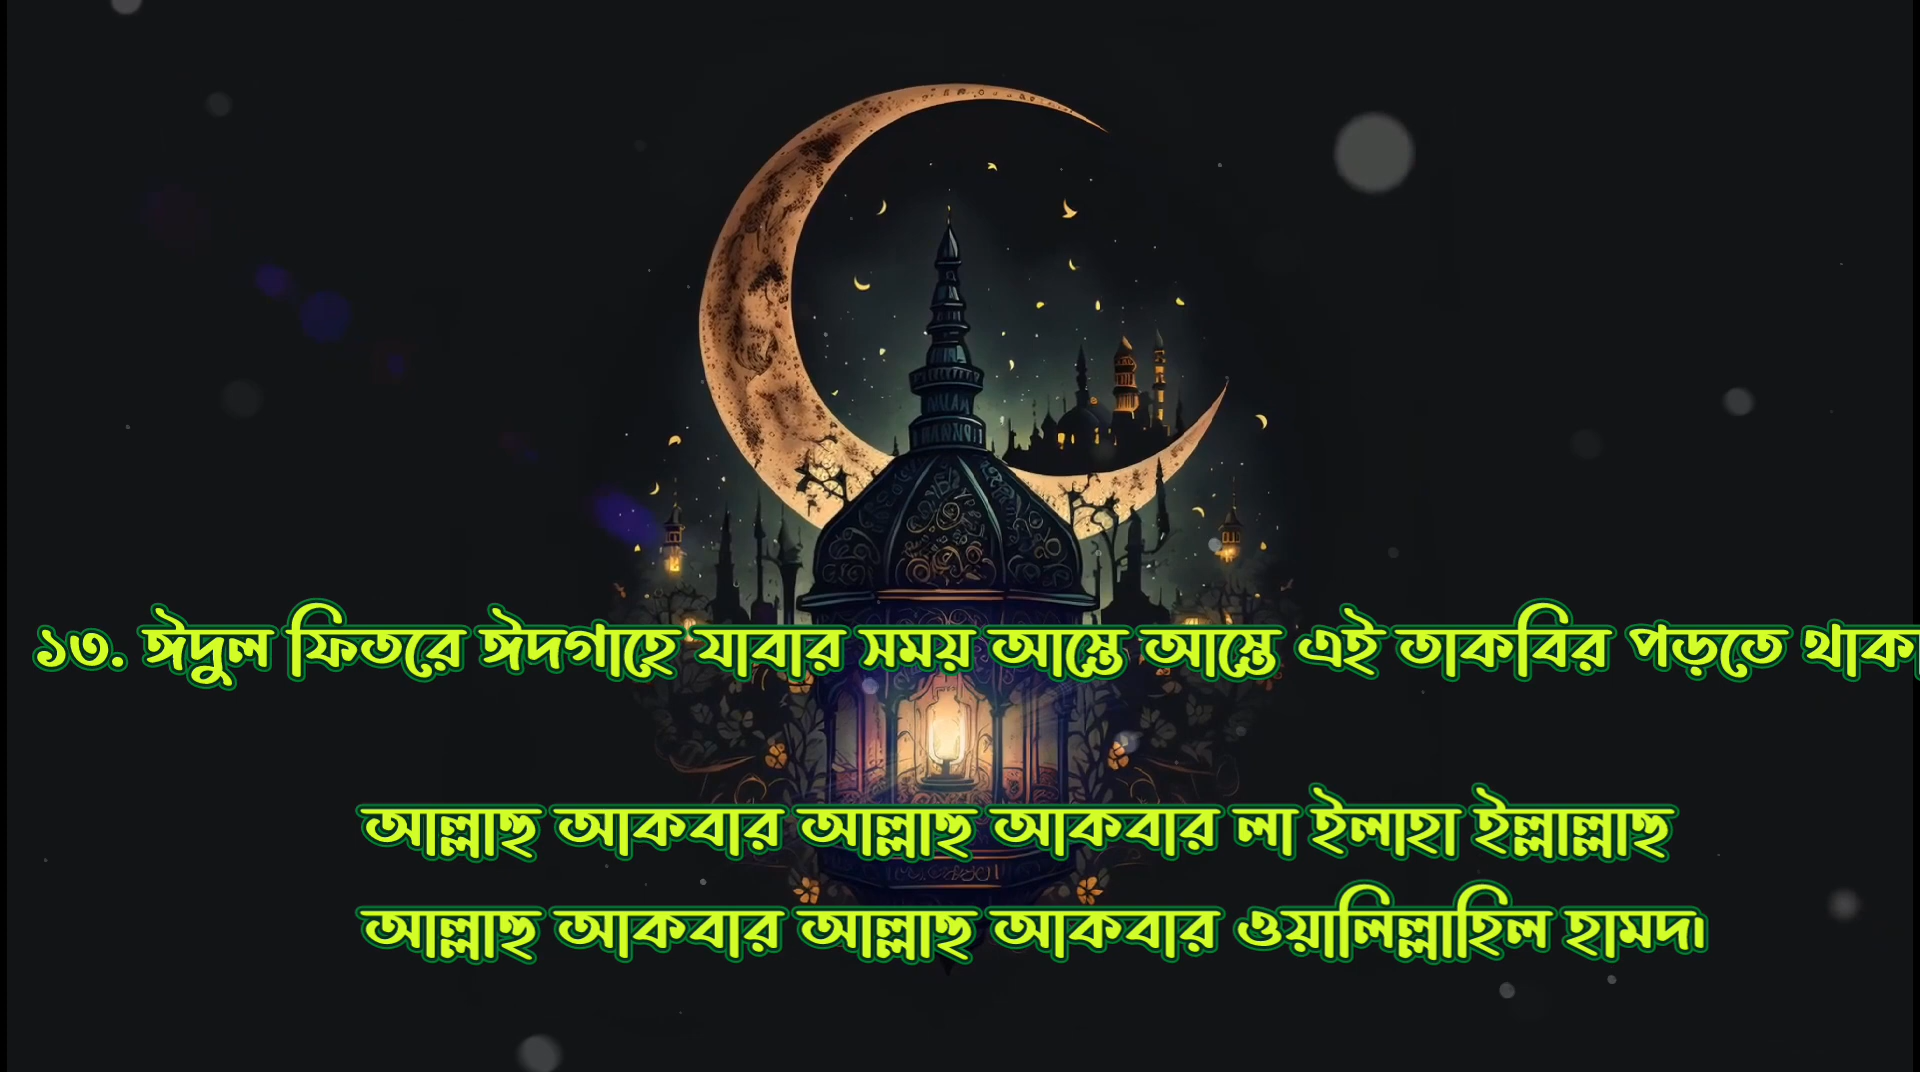 ১৩. ঈদুল ফিতরে ঈদগাহে যাবার সময় আস্তে আস্তে এই তাকবির পড়তে
আল্লাহু আকবার আল্লাহু আকবার লা ইলাহা ইল্লাল্লাহু
আল্লাহু আকবার আল্লাহু আকবার ওয়ালিল্লাহিল হামদ।